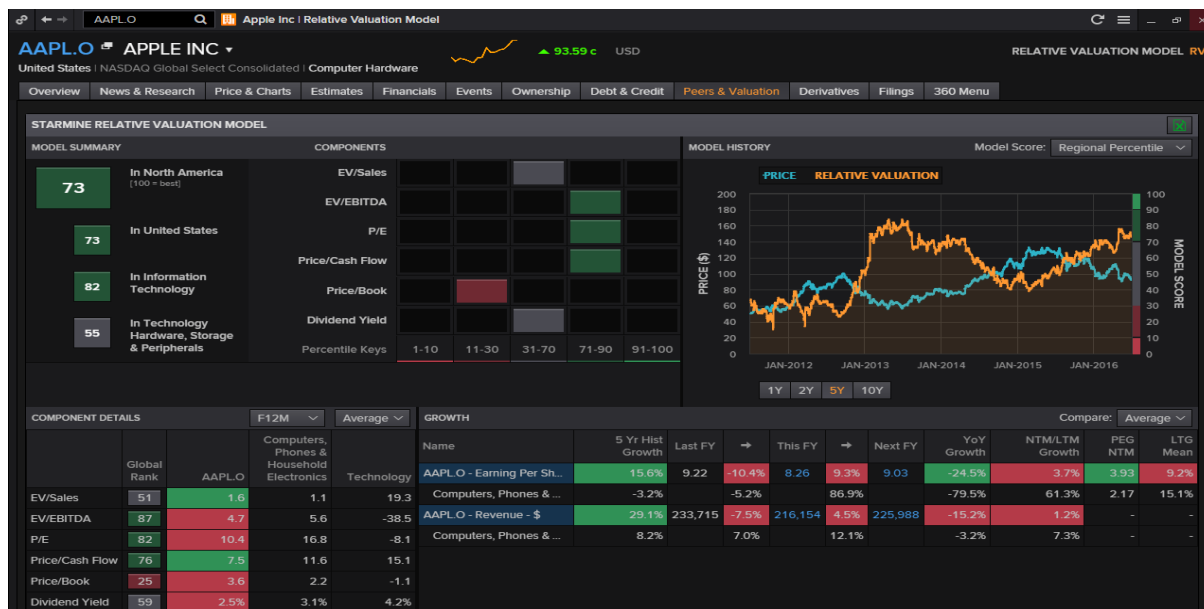 AAPL.O
Apple Inc | Relative Valuation Model
AAPL.O APPLE INC
93.59 c USD
RELATIVE VALUATION MODEL RV
United States | NASDAQ Global Select Consolidated | Computer Hardware
Overview News & Research Price & Charts Estimates Financials Events Ownership Debt & Credit Peers & Valuation Derivatives Filings 360 Menu
STARMINE RELATIVE VALUATION MODEL
MODEL SUMMARY
73 In North America
[100 = best]
73 In United States
82 In Information
Technology
55 In Technology
Hardware, Storage
& Peripherals
COMPONENTS
EV/Sales
EV/EBITDA
P/E
Price/Cash Flow
Price/Book
Dividend Yield
Percentile Keys 1-10 11-30 31-70 71-90 91-100
MODEL HISTORY Model Score: Regional Percentile
PRICE RELATIVE VALUATION
200 100
180 90
160 80
140 70
120 60
100 50
80 40
60 30
40 20
20 10
0 0
PRICE ($)
MODEL SCORE
JAN-2012 JAN-2013 JAN-2014 JAN-2015 JAN-2016
1Y 2Y 5Y 10Y
COMPONENT DETAILS F12M Average
Global
Rank AAPL.O Computers,
Phones &
Household
Electronics Technology
EV/Sales 51 1.6 1.1 19.3
EV/EBITDA 87 4.7 5.6 -38.5
P/E 82 10.4 16.8 -8.1
Price/Cash Flow 76 7.5 11.6 15.1
Price/Book 25 3.6 2.2 -1.1
Dividend Yield 59 2.5% 3.1% 4.2%
GROWTH Compare: Average
Name 5 Yr Hist
Growth Last FY → This FY → Next FY YoY
Growth NTM/LTM
Growth PEG
NTM LTG
Mean
AAPL.O - Earning Per Sh... 15.6% 9.22 -10.4% 8.26 9.3% 9.03 -24.5% 3.7% 3.93 9.2%
Computers, Phones & ... -3.2% -5.2% 86.9% -79.5% 61.3% 2.17 15.1%
AAPL.O - Revenue - $ 29.1% 233,715 -7.5% 216,154 4.5% 225,988 -15.2% 1.2% - -
Computers, Phones & ... 8.2% 7.0% 12.1% -3.2% 7.3% - -